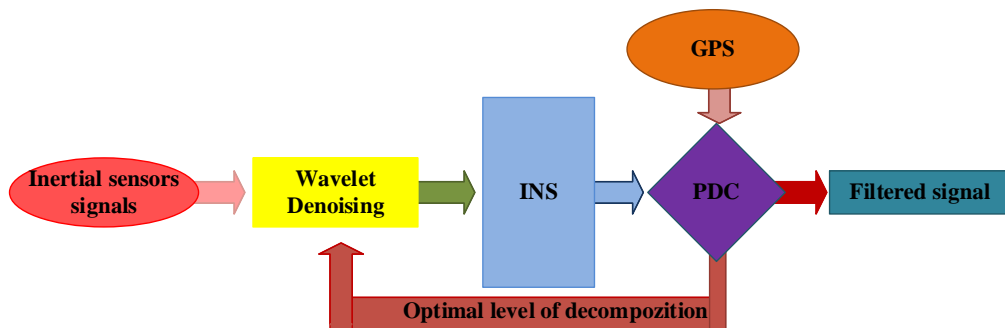 GPS
Inertial sensors
signals
Wavelet
Denoising
INS
PDC
Filtered signal
Optimal level of decompozition